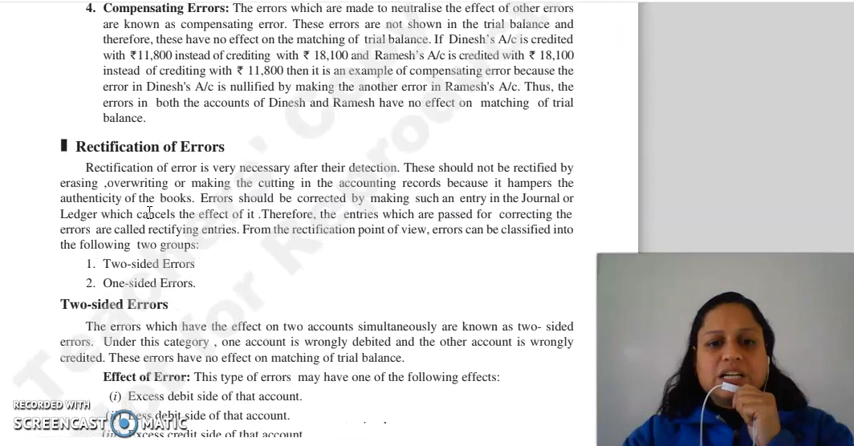 4. Compensating Errors: The errors which are made to neutralise the effect of other errors
are known as compensating error. These errors are not shown in the trial balance and
therefore, these have no effect on the matching of trial balance. If Dinesh's A/c is credited
with ₹11,800 instead of crediting with ₹ 18,100 and Ramesh's A/c is credited with ₹ 18,100
instead of crediting with ₹ 11,800 then it is an example of compensating error because the
error in Dinesh's A/c is nullified by making the another error in Ramesh's A/c. Thus, the
errors in both the accounts of Dinesh and Ramesh have no effect on matching of trial
balance.
Rectification of Errors
Rectification of error is very necessary after their detection. These should not be rectified by
erasing ,overwriting or making the cutting in the accounting records because it hampers the
authenticity of the books. Errors should be corrected by making such an entry in the Journal or
Ledger which cancels the effect of it .Therefore, the entries which are passed for correcting the
errors are called rectifying entries. From the rectification point of view, errors can be classified into
the following two groups:
1. Two-sided Errors
2. One-sided Errors.
Two-sided Errors
The errors which have the effect on two accounts simultaneously are known as two- sided
errors. Under this category , one account is wrongly debited and the other account is wrongly
credited. These errors have no effect on matching of trial balance.
Effect of Error: This type of errors may have one of the following effects:
(i) Excess debit side of that account.
Less debit side of that account.
Excess credit side of that account
RECORDED WITH
SCREENCAST MATIC